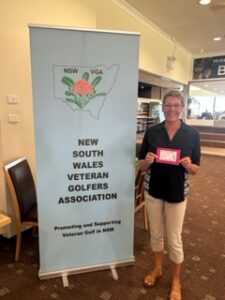 NSW VGA
NEW
SOUTH
WALES
VETERAN
GOLFERS
ASSOCIATION
Promoting and Supporting
Veteran Golf in NSW